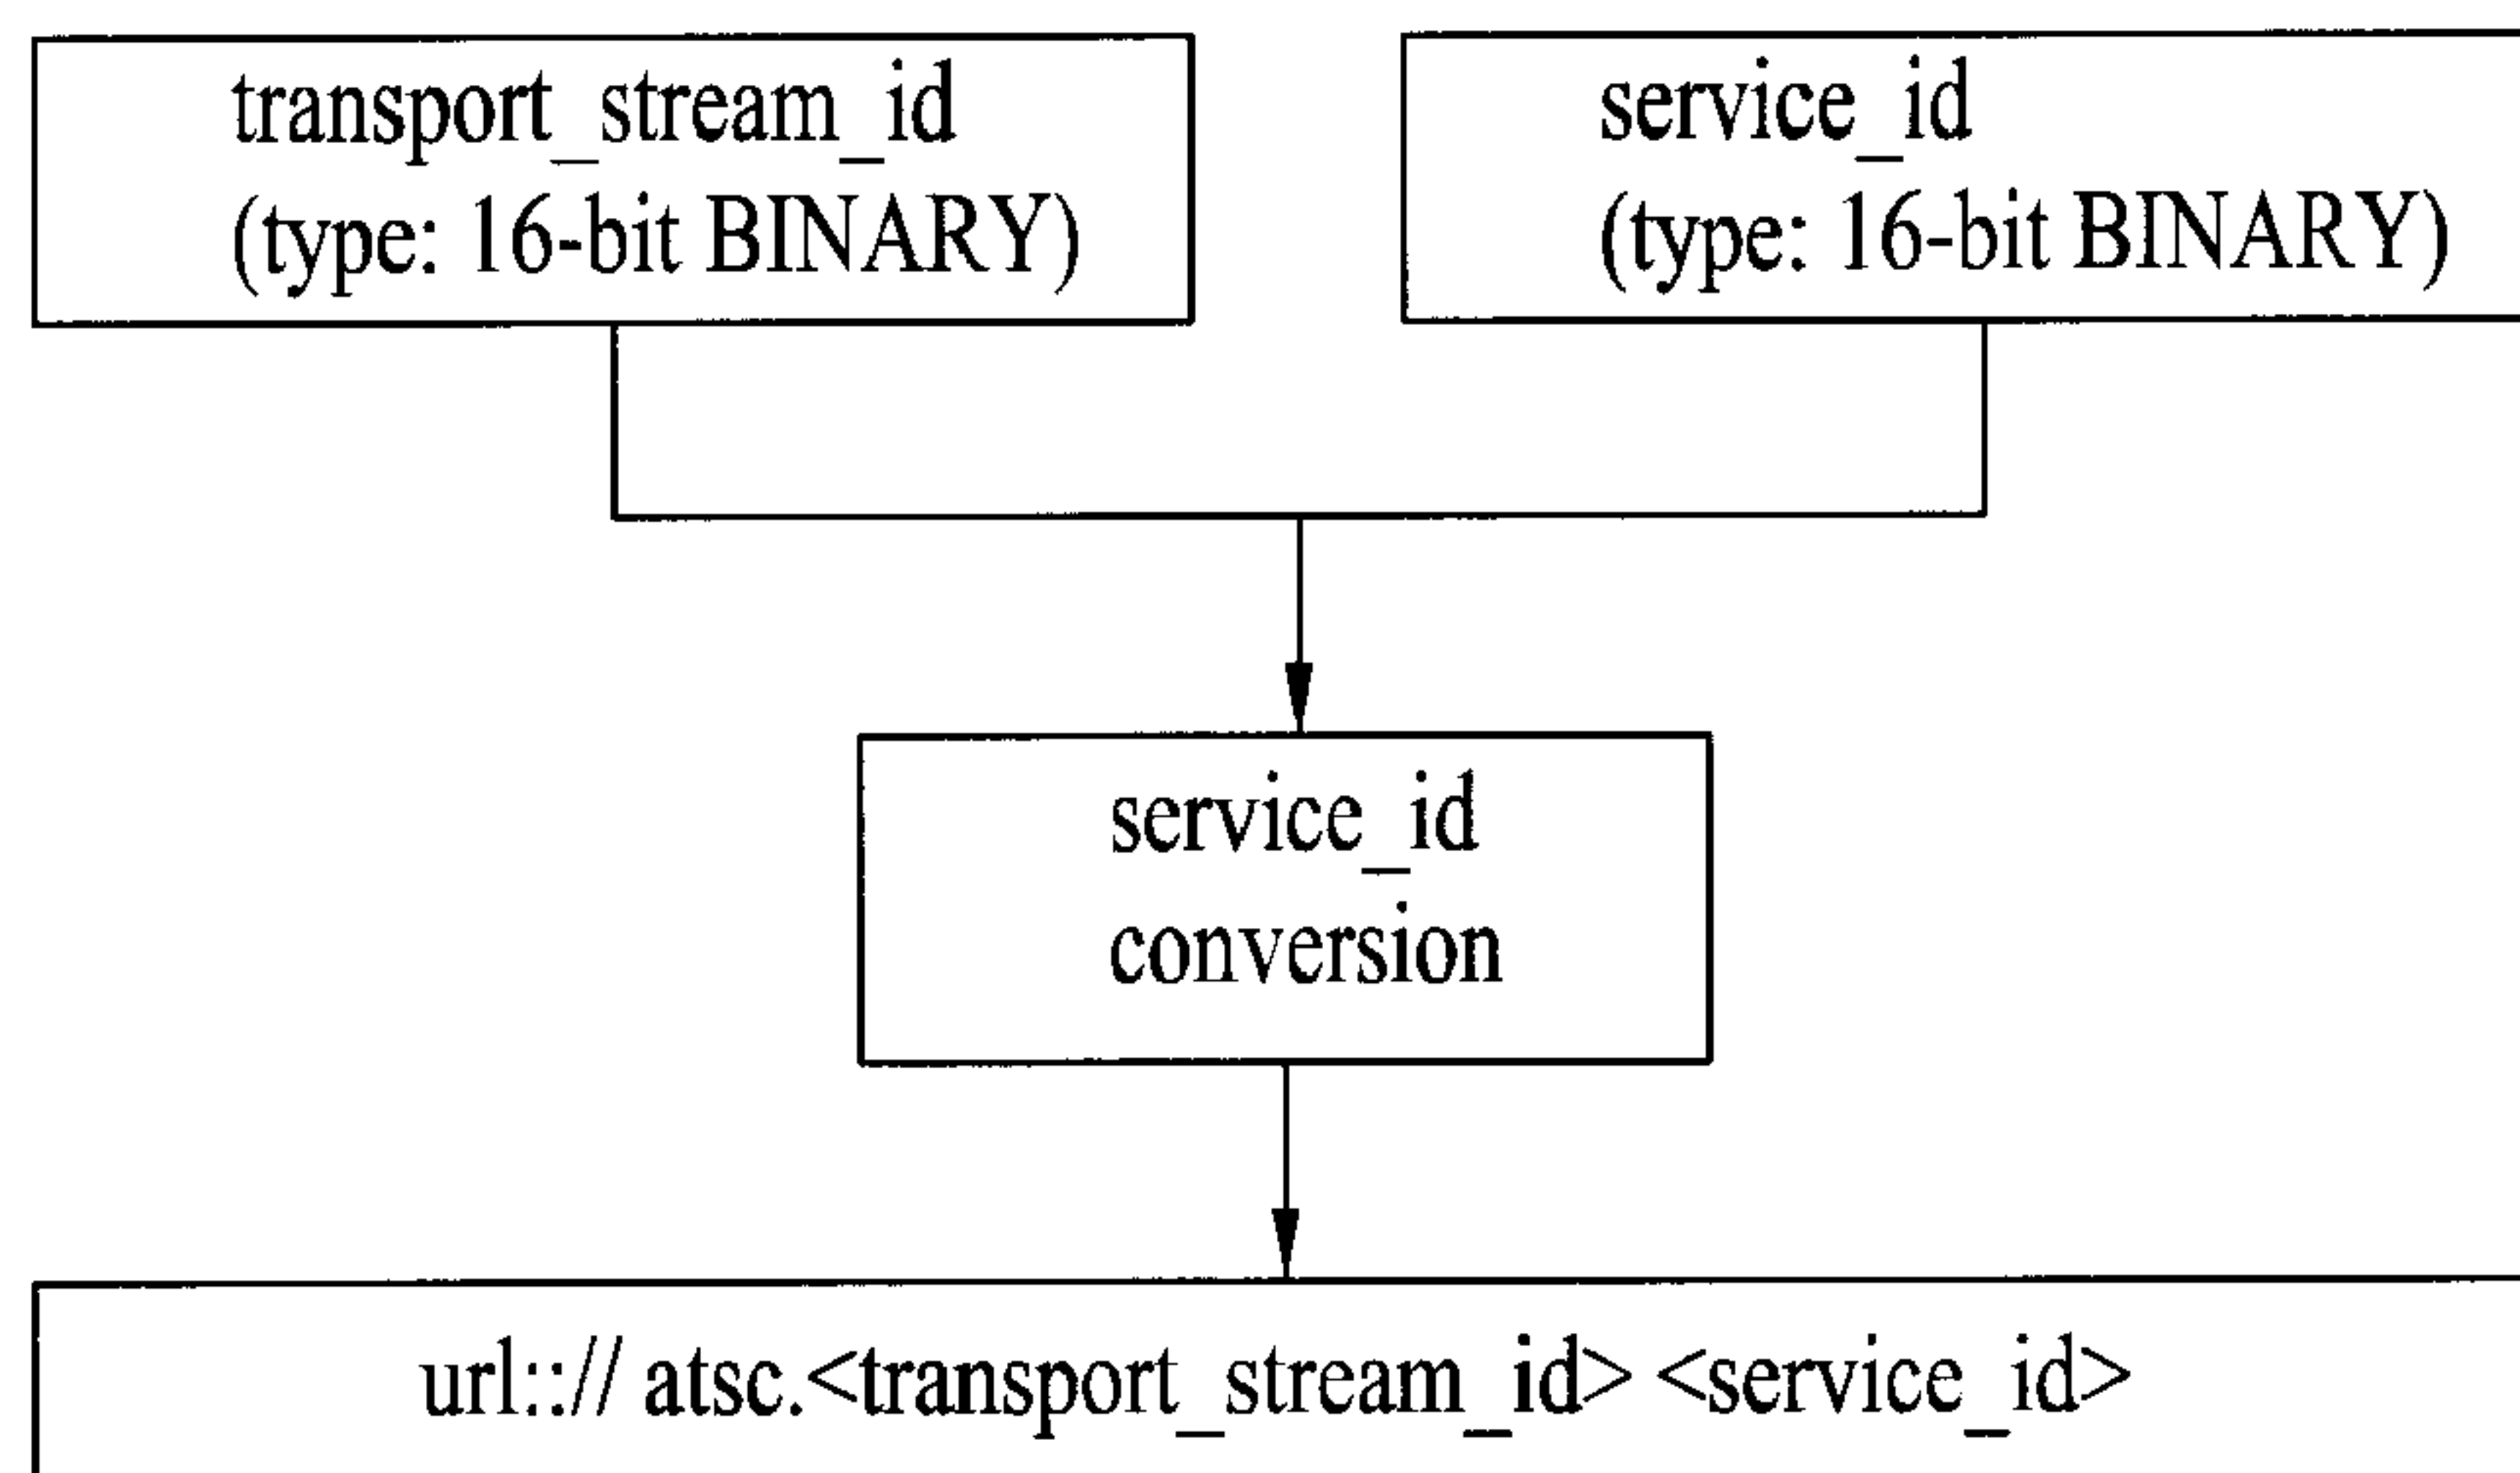 transport_stream_id
(type: 16-bit BINARY)
service_id
(type: 16-bit BINARY)
service_id
conversion
url::// atsc.<transport_stream_id> <service_id>